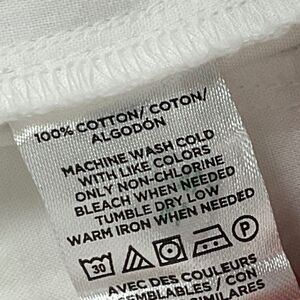 100% COTTON/ COTON/
ALGODÓN
MACHINE WASH COLD
WITH LIKE COLORS
ONLY NON-CHLORINE
BLEACH WHEN NEEDED
TUMBLE DRY LOW
WARM IRON WHEN NEEDED
30 P
AVEC DES COULEURS
SEMBLABLES / CON